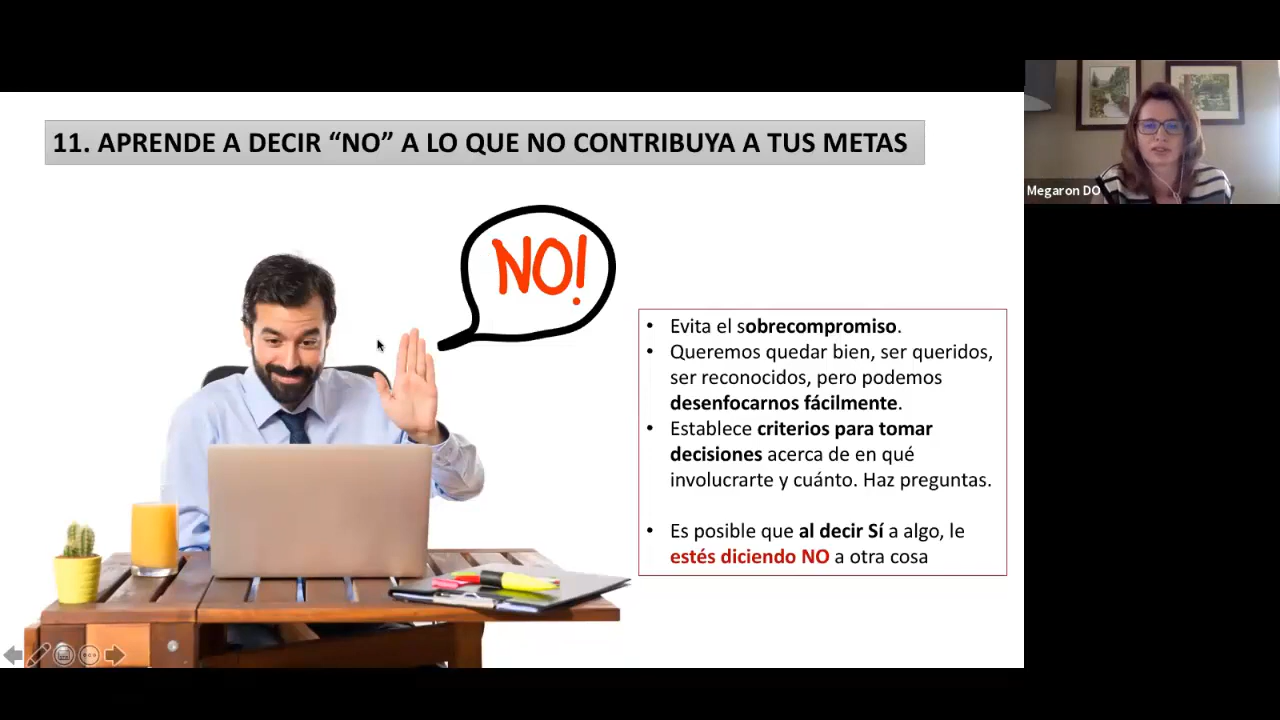 11. APRENDE A DECIR “NO” A LO QUE NO CONTRIBUYA A TUS METAS
Megaron DO
NO!
• Evita el sobrecompromiso.
• Queremos quedar bien, ser queridos,
ser reconocidos, pero podemos
desenfocarnos fácilmente.
• Establece criterios para tomar
decisiones acerca de en qué
involucrarte y cuánto. Haz preguntas.
• Es posible que al decir Sí a algo, le
estés diciendo NO a otra cosa